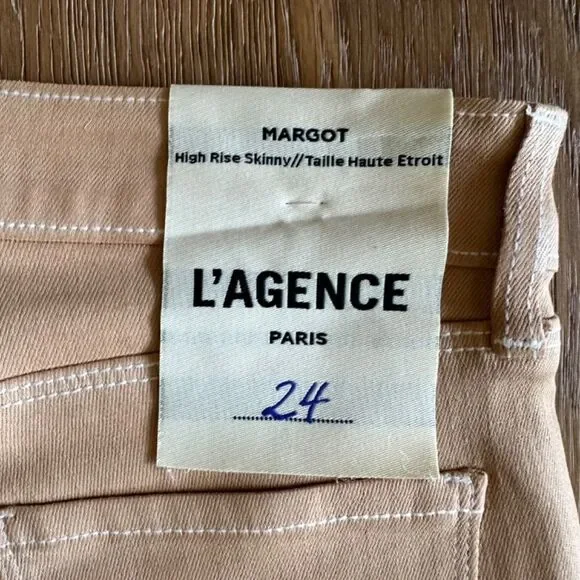 MARGOT
High Rise Skinny//Taille Haute Etroit
L'AGENCE
PARIS
24